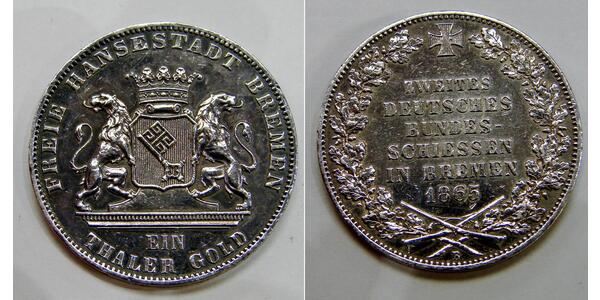 FREIE HANSESTADT BREMEN
EIN
THALER GOLD
ZWEITES
DEUTSCHES
BUNDES-
SCHIESSEN
IN BREMEN
1865
B